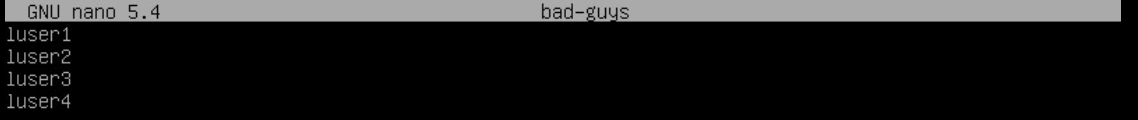 GNU nano 5.4 bad-guys
luser1
luser2
luser3
luser4